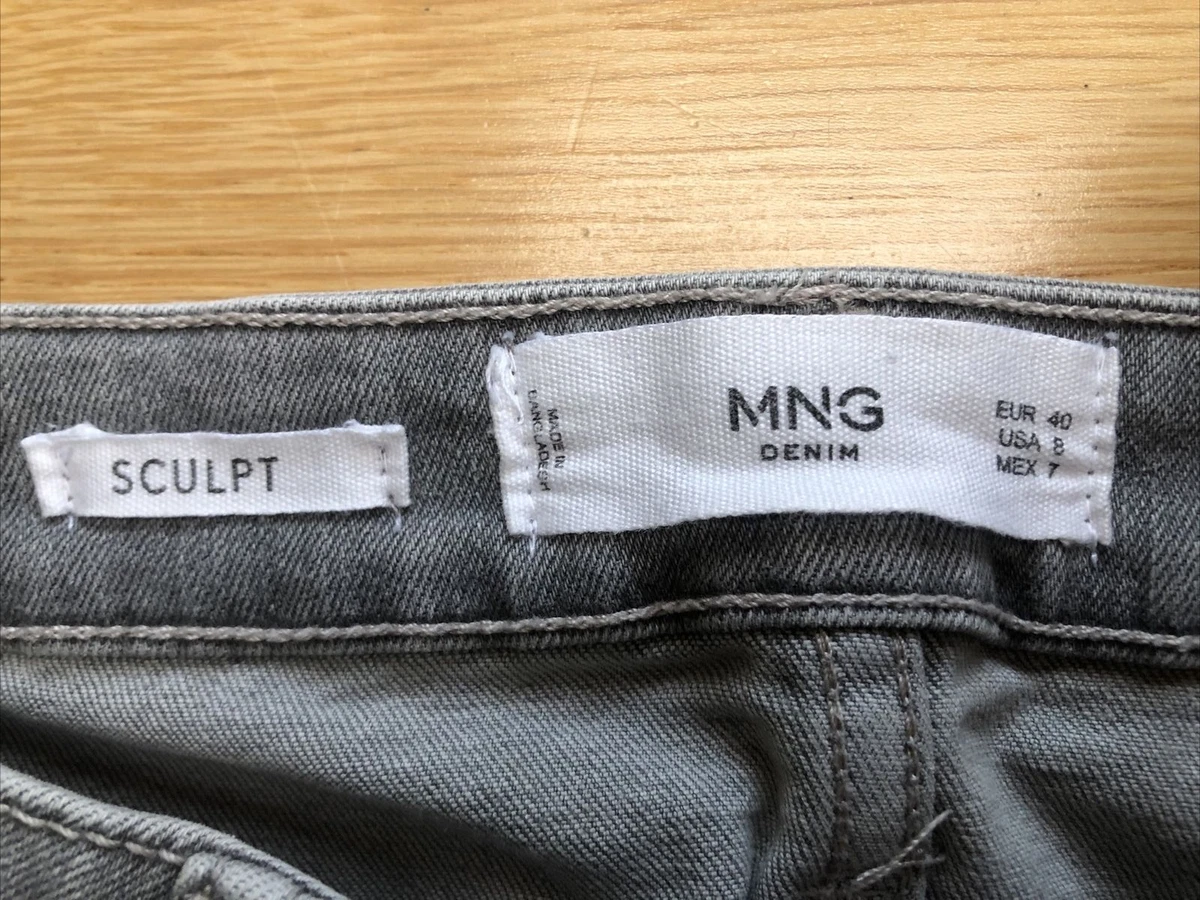 SCULPT
MADE IN
BANGLADESH
MNG
DENIM
EUR 40
USA 8
MEX 7